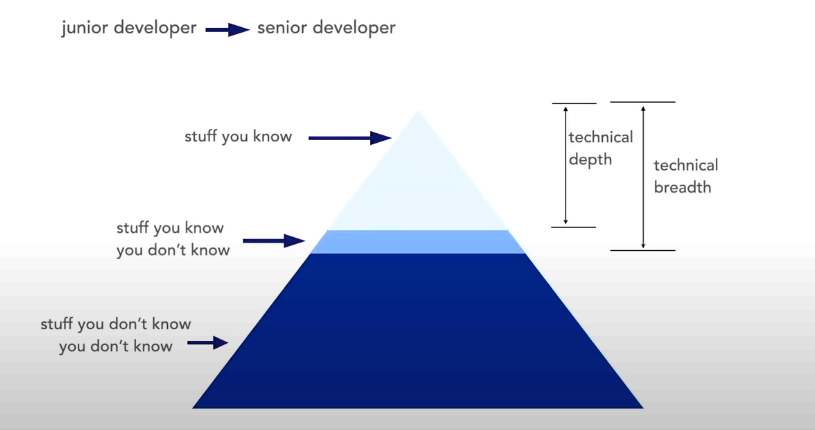 junior developer senior developer
stuff you know
technical
depth
technical
breadth
stuff you know
you don't know
stuff you don't know
you don't know